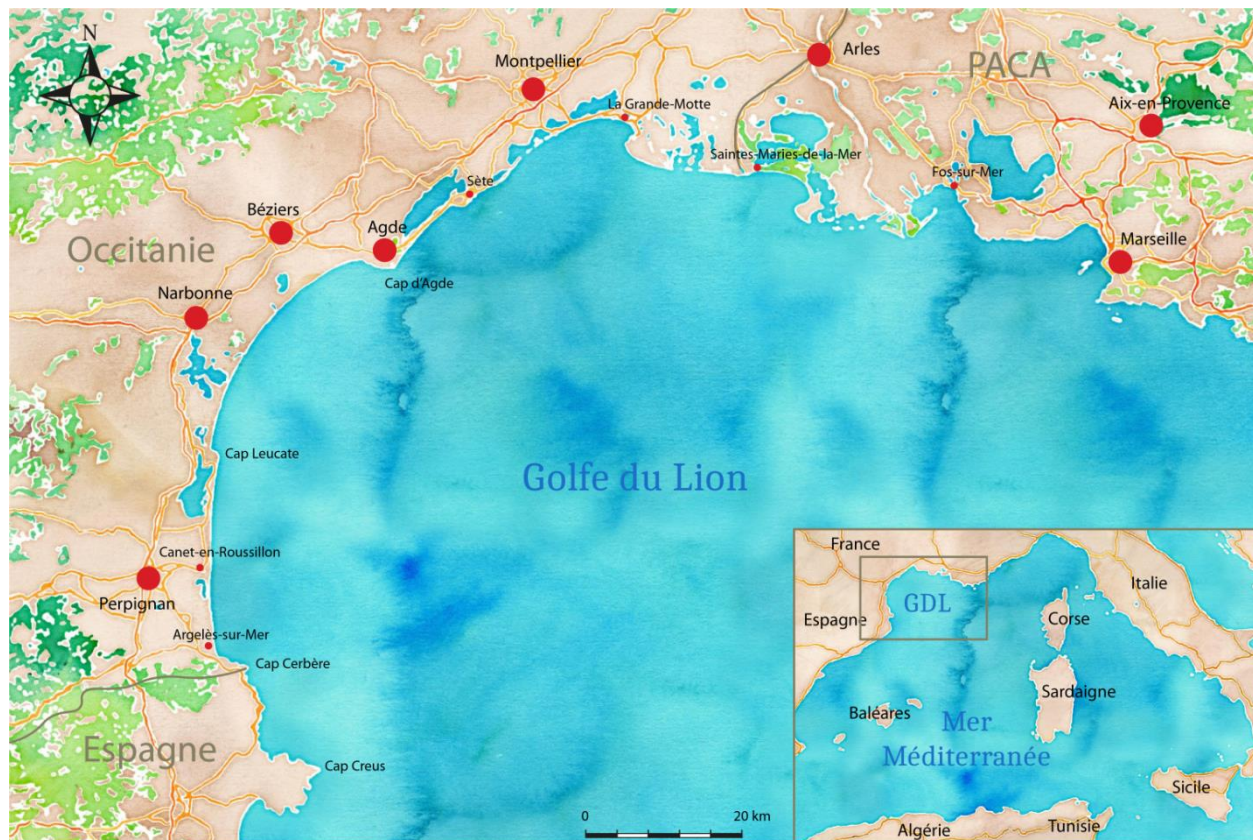 N
Arles
PACA
Montpellier
La Grande-Motte
Aix-en-Provence
Saintes-Maries-de-la-Mer
Fos-sur-Mer
Sète
Béziers
Agde
Occitanie
Marseille
Cap d'Agde
Narbonne
Cap Leucate
Golfe du Lion
Canet-en-Roussillon
Perpignan
Argelès-sur-Mer
Cap Cerbère
Espagne
Cap Creus
0
20 km
France
Italie
GDL
Espagne
Corse
Sardaigne
Baléares
Mer
Méditerranée
Sicile
Algérie
Tunisie